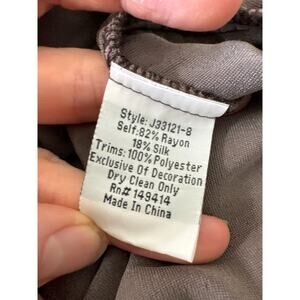 Style: J33121-8
Self:82% Rayon
18% Silk
Trims:100% Polyester
Exclusive Of Decoration
Dry Clean Only
Rn# 149414
Made In China